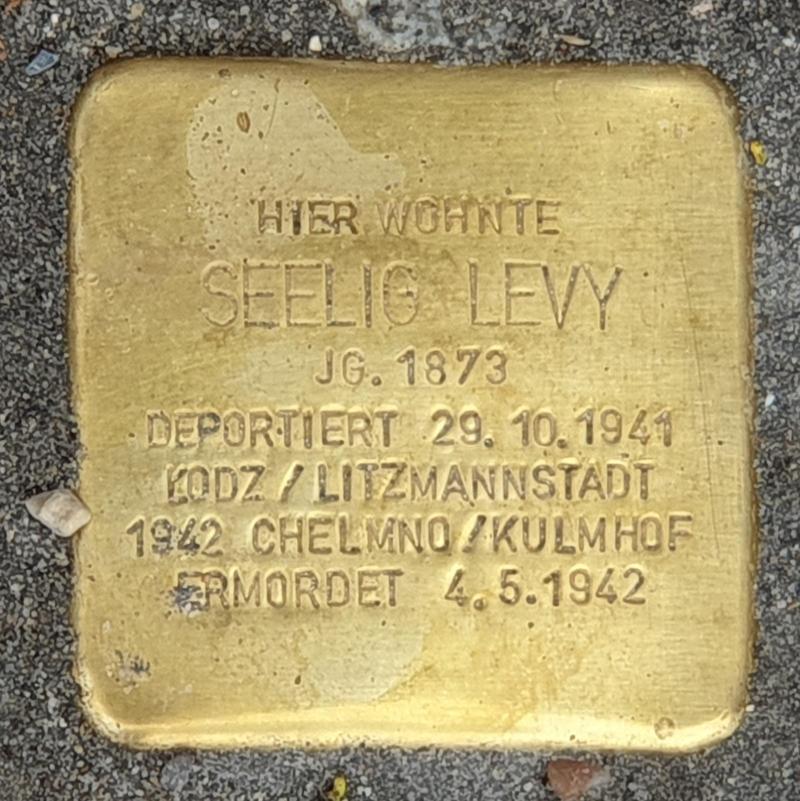 HIER WOHNTE
SEELIG LEVY
JG. 1873
DEPORTIERT 29.10.1941
ŁODZ / LITZMANNSTADT
1942 CHELMNO / KULMHOF
ERMORDET 4.5.1942